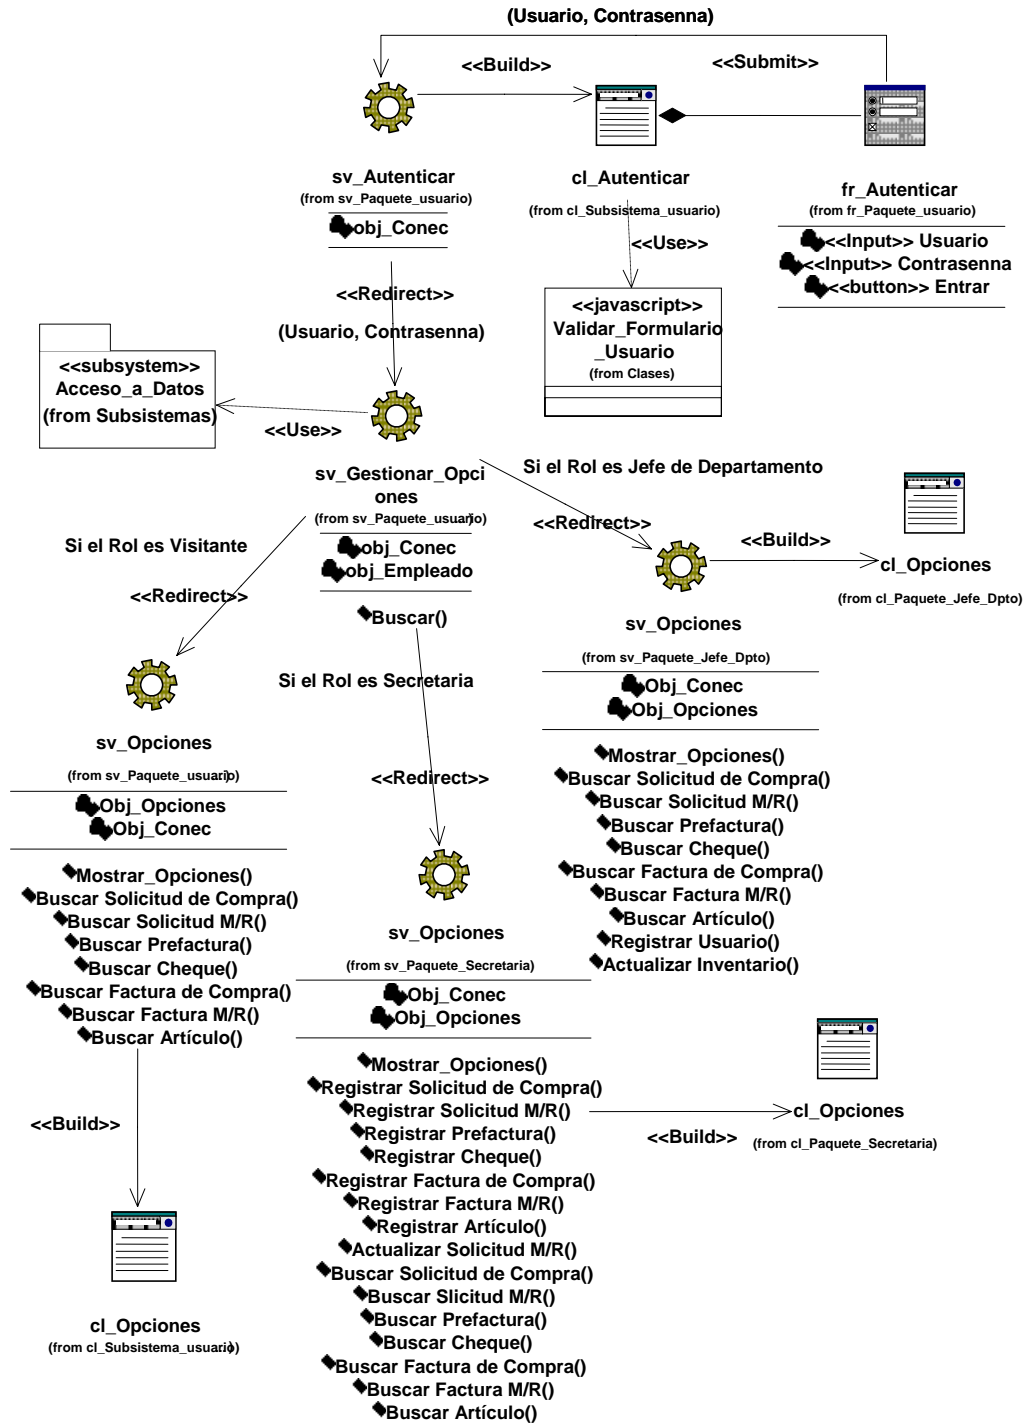 (Usuario, Contrasenna)
<<Build>>
<<Submit>>
sv_Autenticar
(from sv_Paquete_usuario)
obj_Conec
cl_Autenticar
(from cl_Subsistema_usuario)
fr_Autenticar
(from fr_Paquete_usuario)
<<Input>> Usuario
<<Input>> Contrasenna
<<button>> Entrar
<<Use>>
<<Redirect>>
(Usuario, Contrasenna)
<<javascript>>
Validar_Formulario
_Usuario
(from Clases)
<<subsystem>>
Acceso_a_Datos
(from Subsistemas)
<<Use>>
sv_Gestionar_Opci
ones
(from sv_Paquete_usuario)
obj_Conec
obj_Empleado
Buscar()
Si el Rol es Jefe de Departamento
<<Redirect>>
<<Build>>
cl_Opciones
(from cl_Paquete_Jefe_Dpto)
Si el Rol es Visitante
<<Redirect>>
Si el Rol es Secretaria
<<Redirect>>
sv_Opciones
(from sv_Paquete_Jefe_Dpto)
Obj_Conec
Obj_Opciones
Mostrar_Opciones()
Buscar Solicitud de Compra()
Buscar Solicitud M/R()
Buscar Prefactura()
Buscar Cheque()
Buscar Factura de Compra()
Buscar Factura M/R()
Buscar Artículo()
Registrar Usuario()
Actualizar Inventario()
sv_Opciones
(from sv_Paquete_usuario)
Obj_Opciones
Obj_Conec
Mostrar_Opciones()
Buscar Solicitud de Compra()
Buscar Solicitud M/R()
Buscar Prefactura()
Buscar Cheque()
Buscar Factura de Compra()
Buscar Factura M/R()
Buscar Artículo()
<<Build>>
cl_Opciones
(from cl_Subsistema_usuario)
sv_Opciones
(from sv_Paquete_Secretaria)
Obj_Conec
Obj_Opciones
Mostrar_Opciones()
Registrar Solicitud de Compra()
Registrar Solicitud M/R()
Registrar Prefactura()
Registrar Cheque()
Registrar Factura de Compra()
Registrar Factura M/R()
Registrar Artículo()
Actualizar Solicitud M/R()
Buscar Solicitud de Compra()
Buscar Slicitud M/R()
Buscar Prefactura()
Buscar Cheque()
Buscar Factura de Compra()
Buscar Factura M/R()
Buscar Artículo()
<<Build>>
cl_Opciones
(from cl_Paquete_Secretaria)